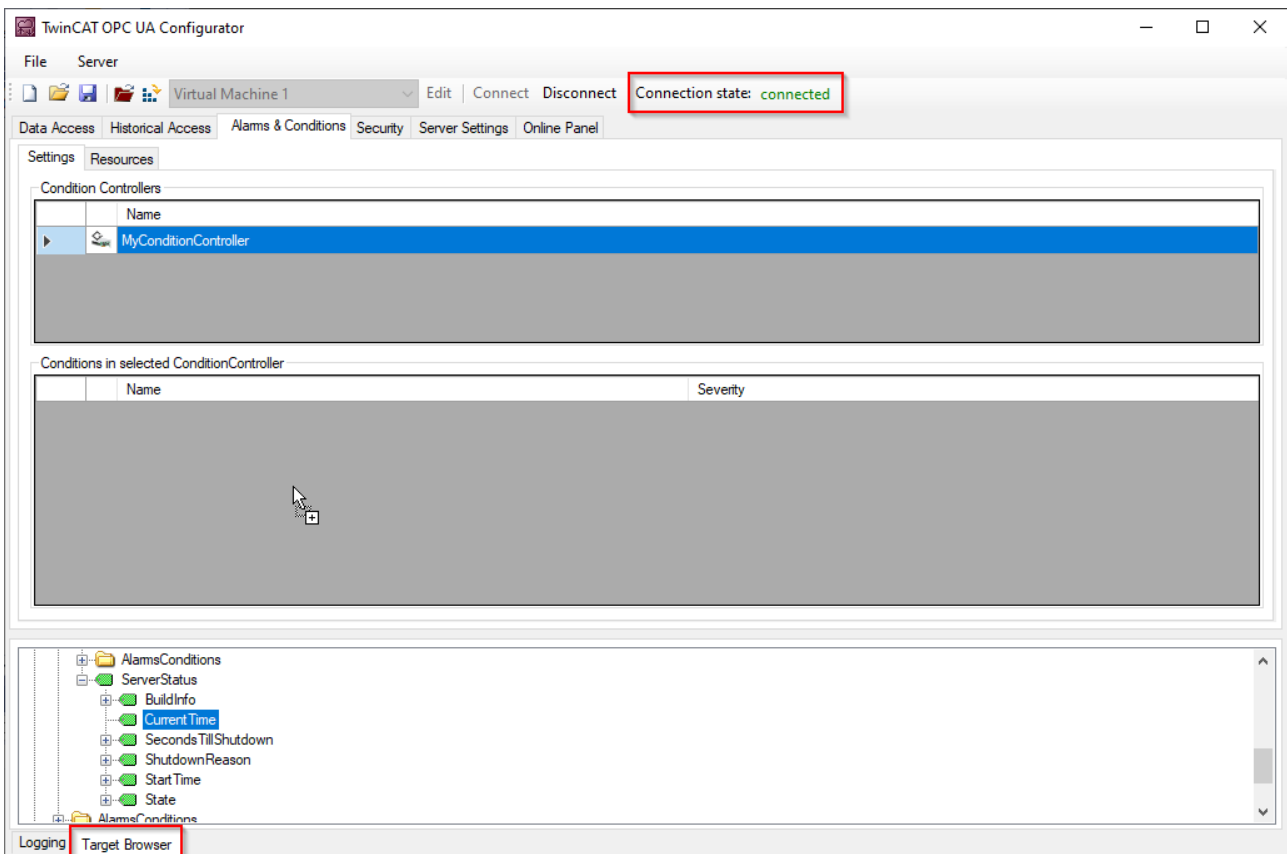 TwinCAT OPC UA Configurator
File Server
Virtual Machine 1 Edit Connect Disconnect Connection state: connected
Data Access Historical Access Alarms & Conditions Security Server Settings Online Panel
Settings Resources
Condition Controllers
Name
MyConditionController
Conditions in selected ConditionController
Name Severity
AlarmsConditions
ServerStatus
BuildInfo
CurrentTime
SecondsTillShutdown
ShutdownReason
StartTime
State
AlarmsConditions
Logging Target Browser